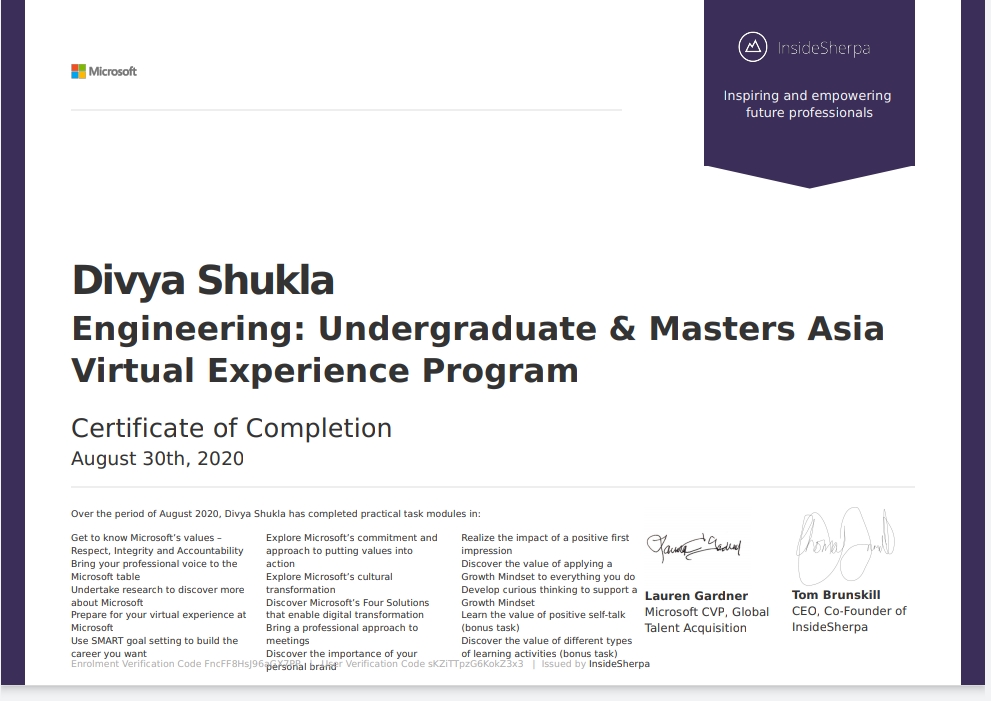 Microsoft
InsideSherpa
Inspiring and empowering
future professionals
Divya Shukla
Engineering: Undergraduate & Masters Asia
Virtual Experience Program
Certificate of Completion
August 30th, 2020
Over the period of August 2020, Divya Shukla has completed practical task modules in:
Get to know Microsoft's values –
Respect, Integrity and Accountability
Bring your professional voice to the
Microsoft table
Undertake research to discover more
about Microsoft
Prepare for your virtual experience at
Microsoft
Use SMART goal setting to build the
career you want
Explore Microsoft's commitment and
approach to putting values into
action
Explore Microsoft's cultural
transformation
Discover Microsoft's Four Solutions
that enable digital transformation
Bring a professional approach to
meetings
Discover the importance of your
personal brand
Realize the impact of a positive first
impression
Discover the value of applying a
Growth Mindset to everything you do
Develop curious thinking to support a
Growth Mindset
Learn the value of positive self-talk
(bonus task)
Discover the value of different types
of learning activities (bonus task)
Lauren Gardner
Microsoft CVP, Global
Talent Acquisition
Tom Brunskill
CEO, Co-Founder of
InsideSherpa
Enrolment Verification Code | User Verification Code sKZiTTpzG6KokZ3x3 | Issued by InsideSherpa